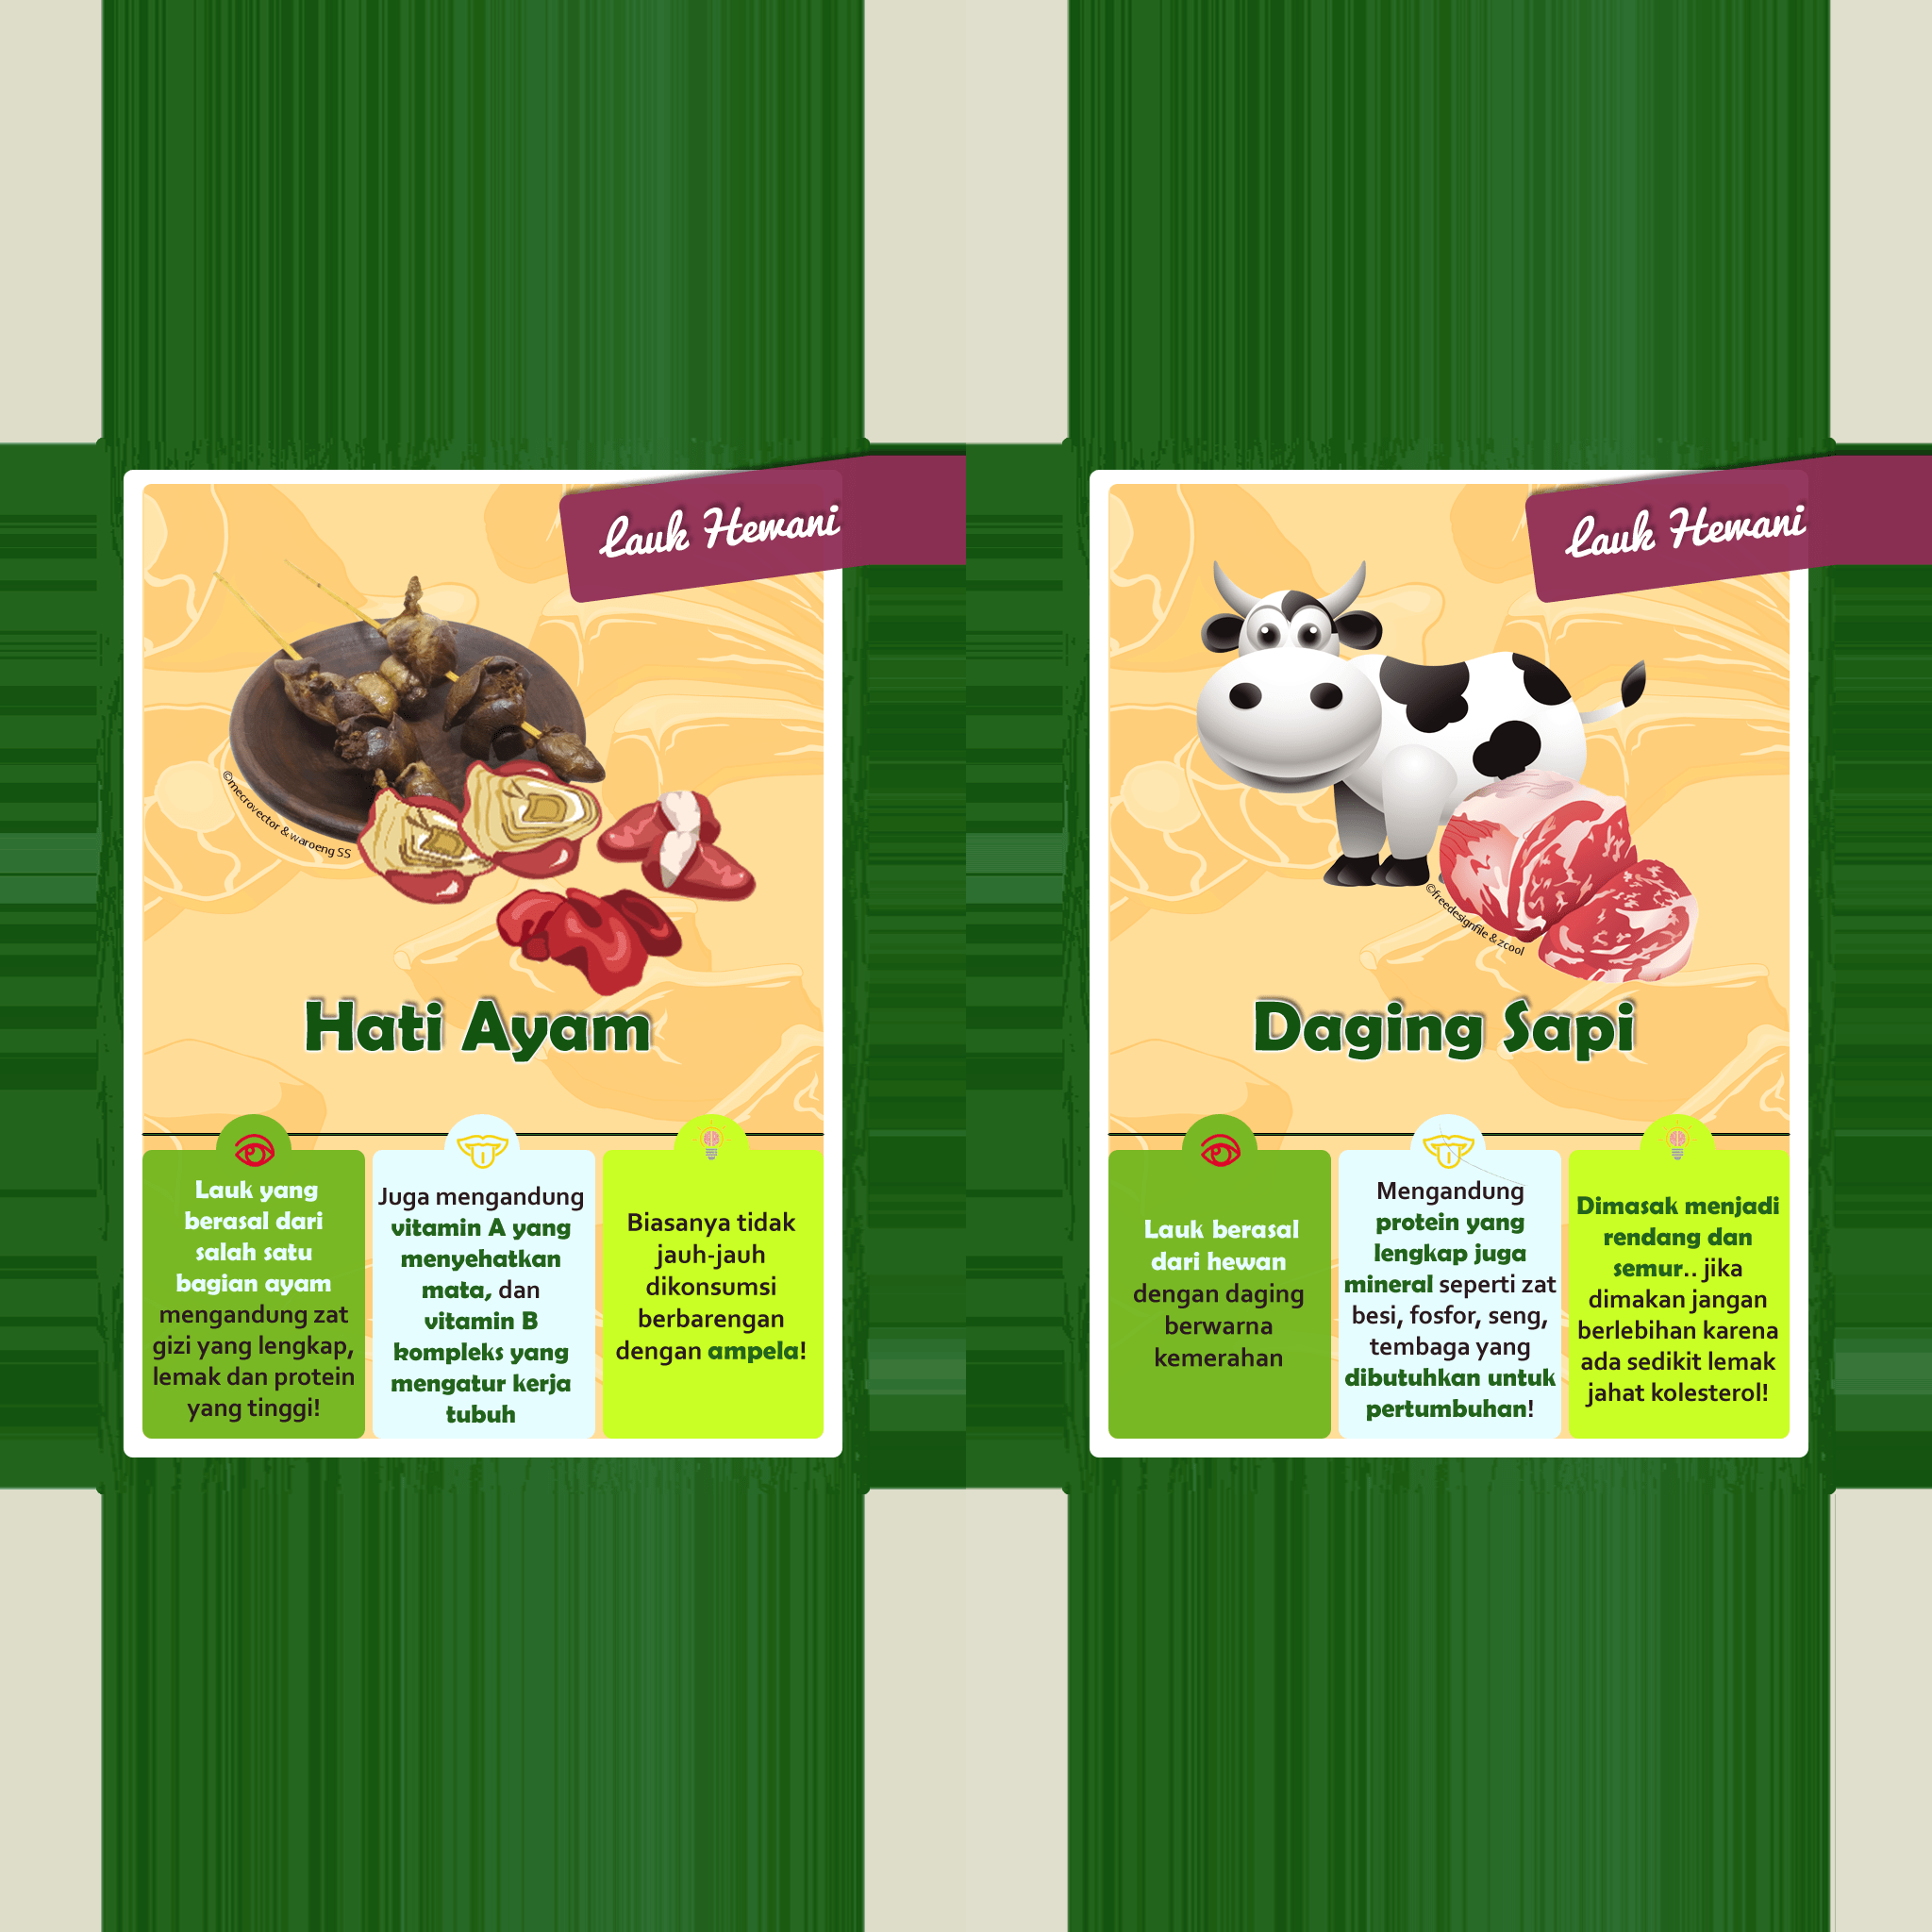 Lauk Hewani
©mecrovector & waroeng SS
Hati Ayam
Lauk yang
berasal dari
salah satu
bagian ayam
mengandung zat
gizi yang lengkap,
lemak dan protein
yang tinggi!
Juga mengandung
vitamin A yang
menyehatkan
mata, dan
vitamin B
kompleks yang
mengatur kerja
tubuh
Biasanya tidak
jauh-jauh
dikonsumsi
berbarengan
dengan ampela!
Lauk Hewani
©freedesignfile & zcool
Daging Sapi
Lauk berasal
dari hewan
dengan daging
berwarna
kemerahan
Mengandung
protein yang
lengkap juga
mineral seperti zat
besi, fosfor, seng,
tembaga yang
dibutuhkan untuk
pertumbuhan!
Dimasak menjadi
rendang dan
semur.. jika
dimakan jangan
berlebihan karena
ada sedikit lemak
jahat kolesterol!